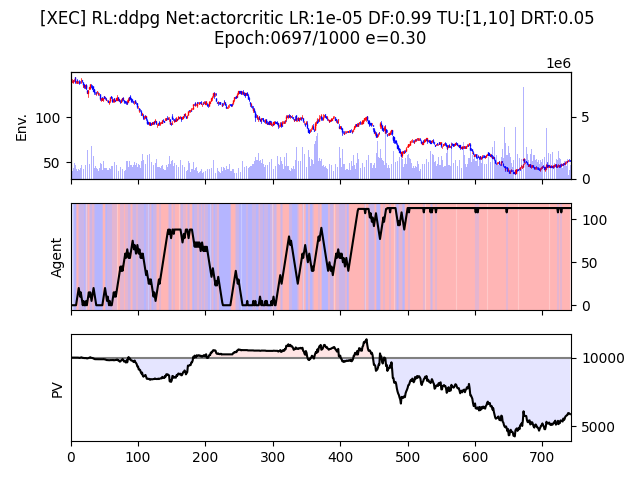 [XEC] RL:ddpg Net:actorcritic LR:1e-05 DF:0.99 TU:[1,10] DRT:0.05
Epoch:0697/1000 e=0.30
1e6
Env.
100
50
5
0
Agent
100
50
0
PV
10000
5000
0 100 200 300 400 500 600 700